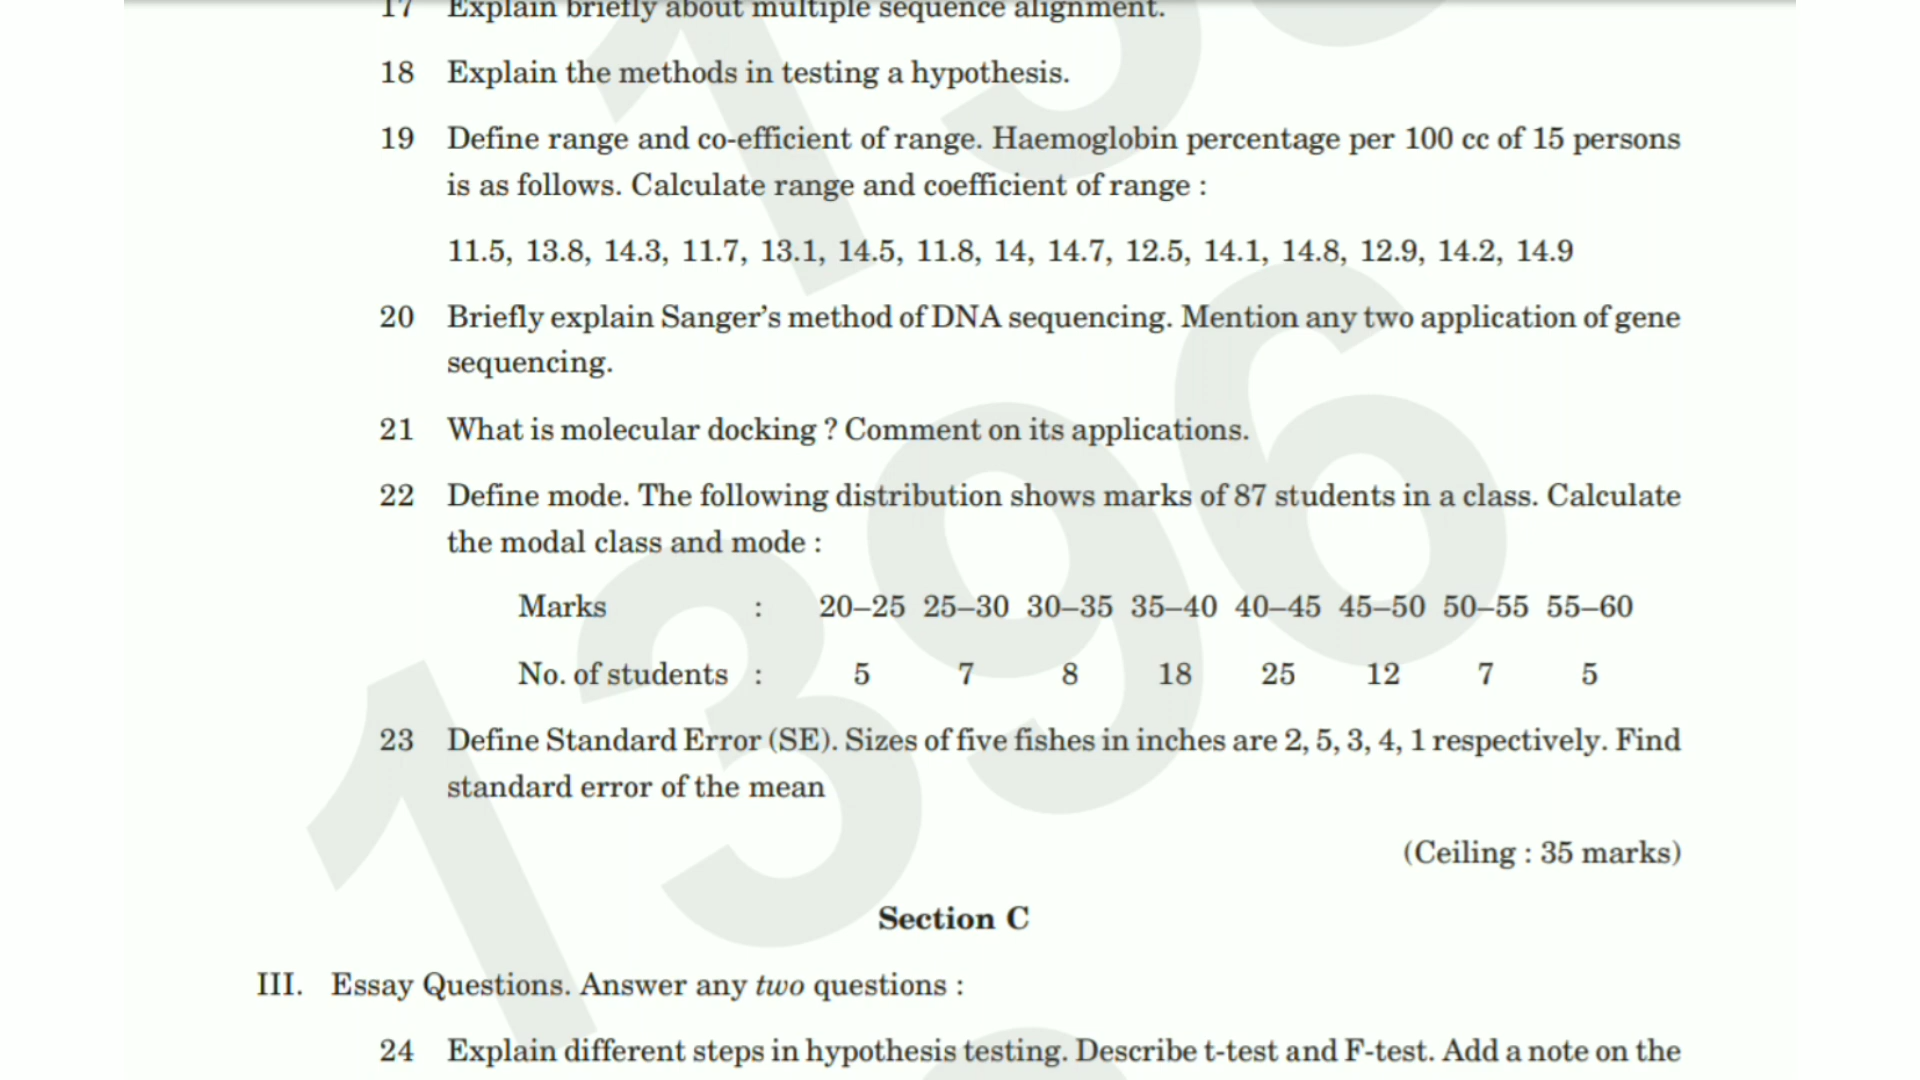 17 Explain briefly about multiple sequence alignment.
18 Explain the methods in testing a hypothesis.
19 Define range and co-efficient of range. Haemoglobin percentage per 100 cc of 15 persons
is as follows. Calculate range and coefficient of range :
11.5, 13.8, 14.3, 11.7, 13.1, 14.5, 11.8, 14, 14.7, 12.5, 14.1, 14.8, 12.9, 14.2, 14.9
20 Briefly explain Sanger’s method of DNA sequencing. Mention any two application of gene
sequencing.
21 What is molecular docking ? Comment on its applications.
22 Define mode. The following distribution shows marks of 87 students in a class. Calculate
the modal class and mode :
Marks : 20–25 25–30 30–35 35–40 40–45 45–50 50–55 55–60
No. of students : 5 7 8 18 25 12 7 5
23 Define Standard Error (SE). Sizes of five fishes in inches are 2, 5, 3, 4, 1 respectively. Find
standard error of the mean
(Ceiling : 35 marks)
Section C
III. Essay Questions. Answer any two questions :
24 Explain different steps in hypothesis testing. Describe t-test and F-test. Add a note on the
1396